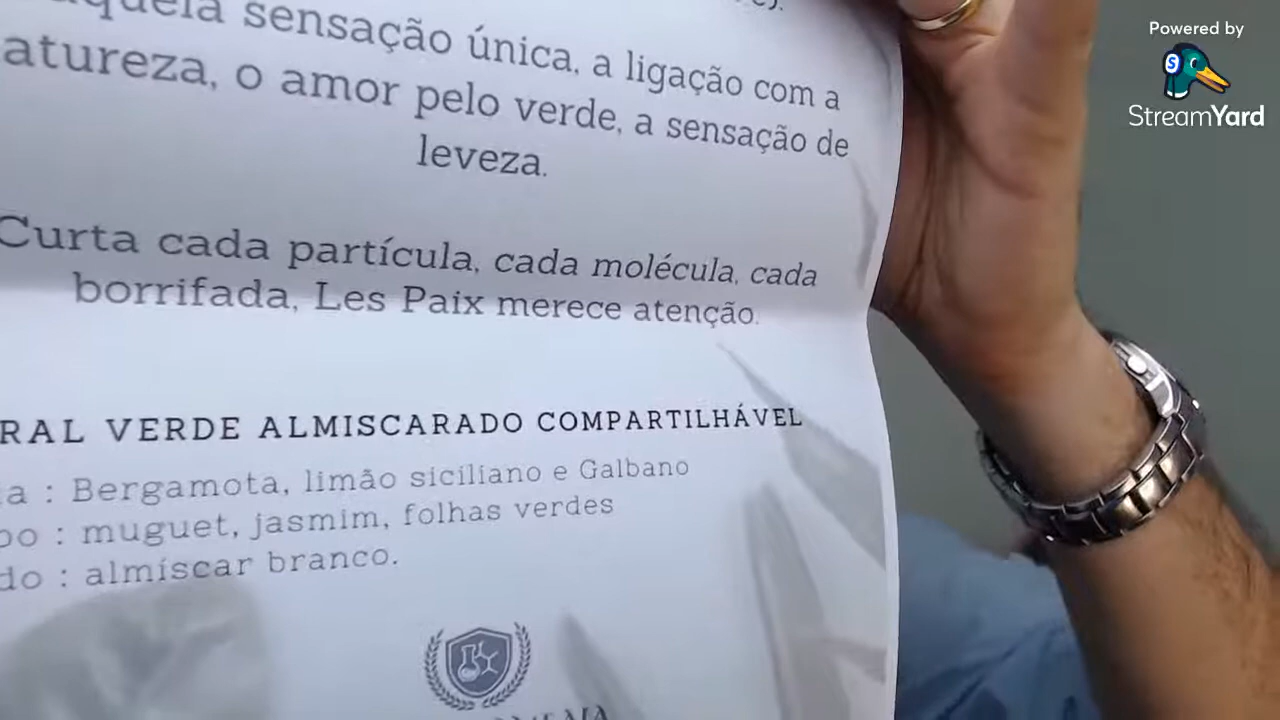 sensação única, a ligação com a
atureza, o amor pelo verde, a sensação de
leveza.
Curta cada partícula, cada molécula, cada
borrifada, Les Paix merece atenção.
RAL VERDE ALMISCARADO COMPARTILHÁVEL
a : Bergamota, limão siciliano e Galbano
po : muguet, jasmim, folhas verdes
do : almíscar branco.
Powered by
StreamYard